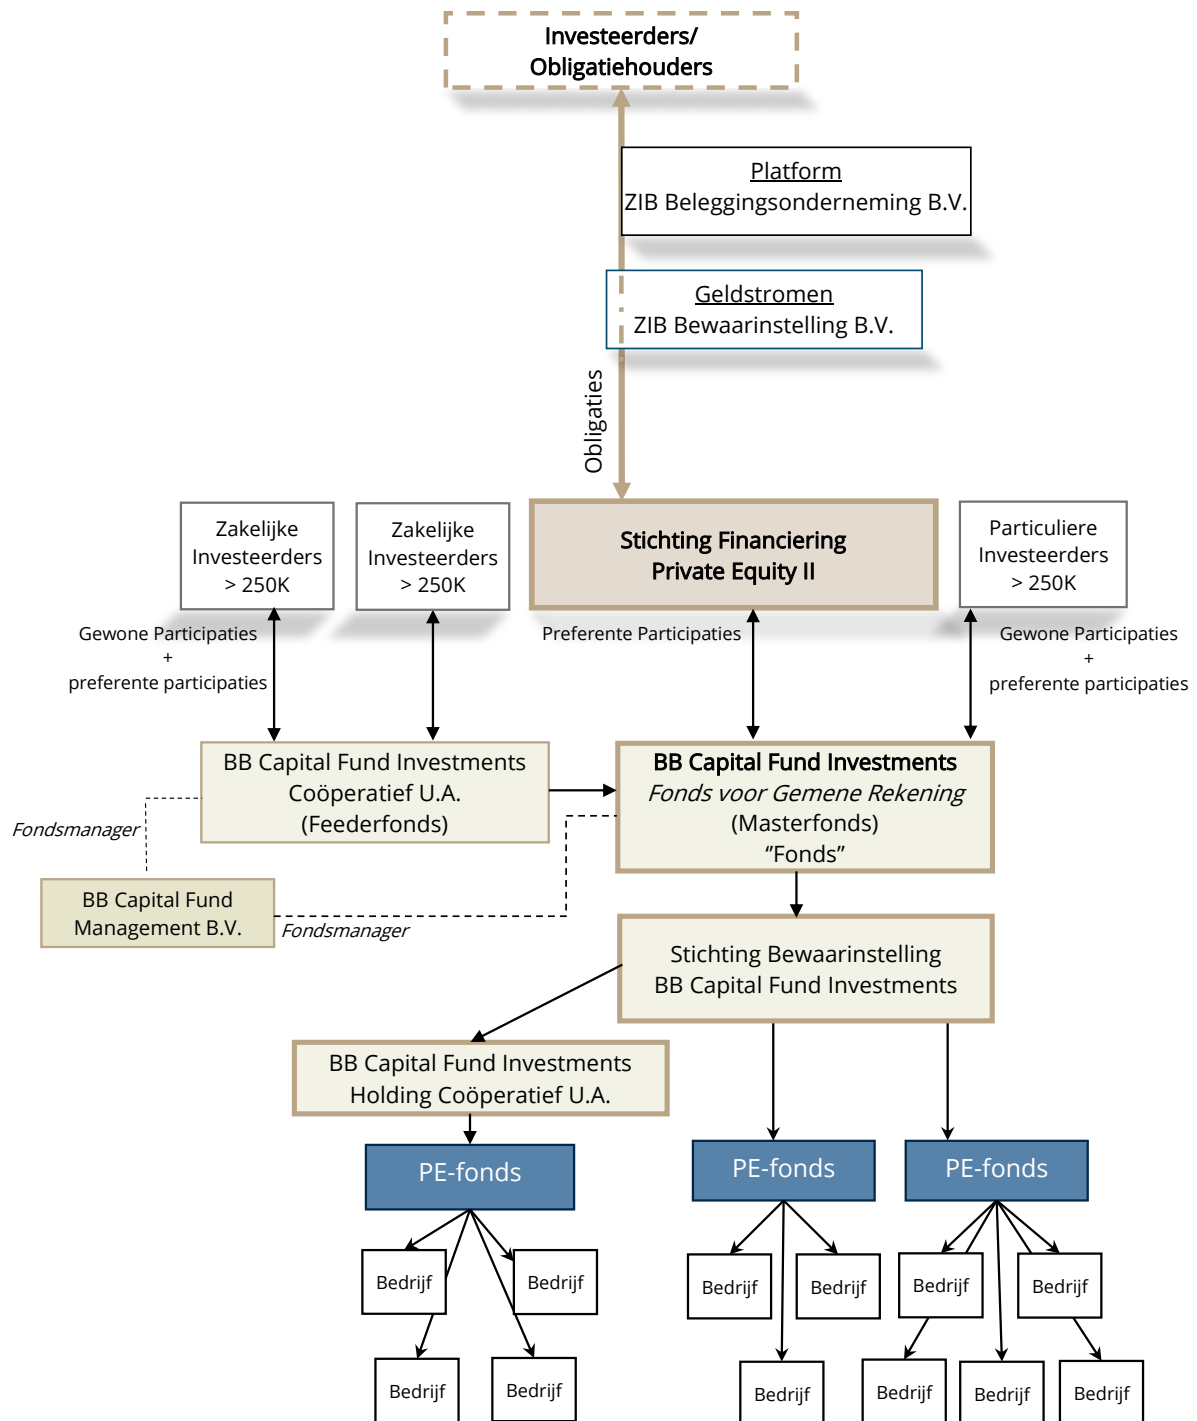 Investeerders/
Obligatiehouders
Platform
ZIB Beleggingsonderneming B.V.
Geldstromen
ZIB Bewaarinstelling B.V.
Obligaties
Zakelijke
Investeerders
> 250K
Zakelijke
Investeerders
> 250K
Stichting Financiering
Private Equity II
Particuliere
Investeerders
> 250K
Gewone Participaties
+
preferente participaties
Preferente Participaties
Gewone Participaties
+
preferente participaties
BB Capital Fund Investments
Coöperatief U.A.
(Feederfonds)
BB Capital Fund Investments
Fonds voor Gemene Rekening
(Masterfonds)
“Fonds”
Fondsmanager
BB Capital Fund
Management B.V.
Fondsmanager
Stichting Bewaarinstelling
BB Capital Fund Investments
BB Capital Fund Investments
Holding Coöperatief U.A.
PE-fonds
PE-fonds
PE-fonds
Bedrijf
Bedrijf
Bedrijf
Bedrijf
Bedrijf
Bedrijf
Bedrijf
Bedrijf
Bedrijf
Bedrijf
Bedrijf
Bedrijf